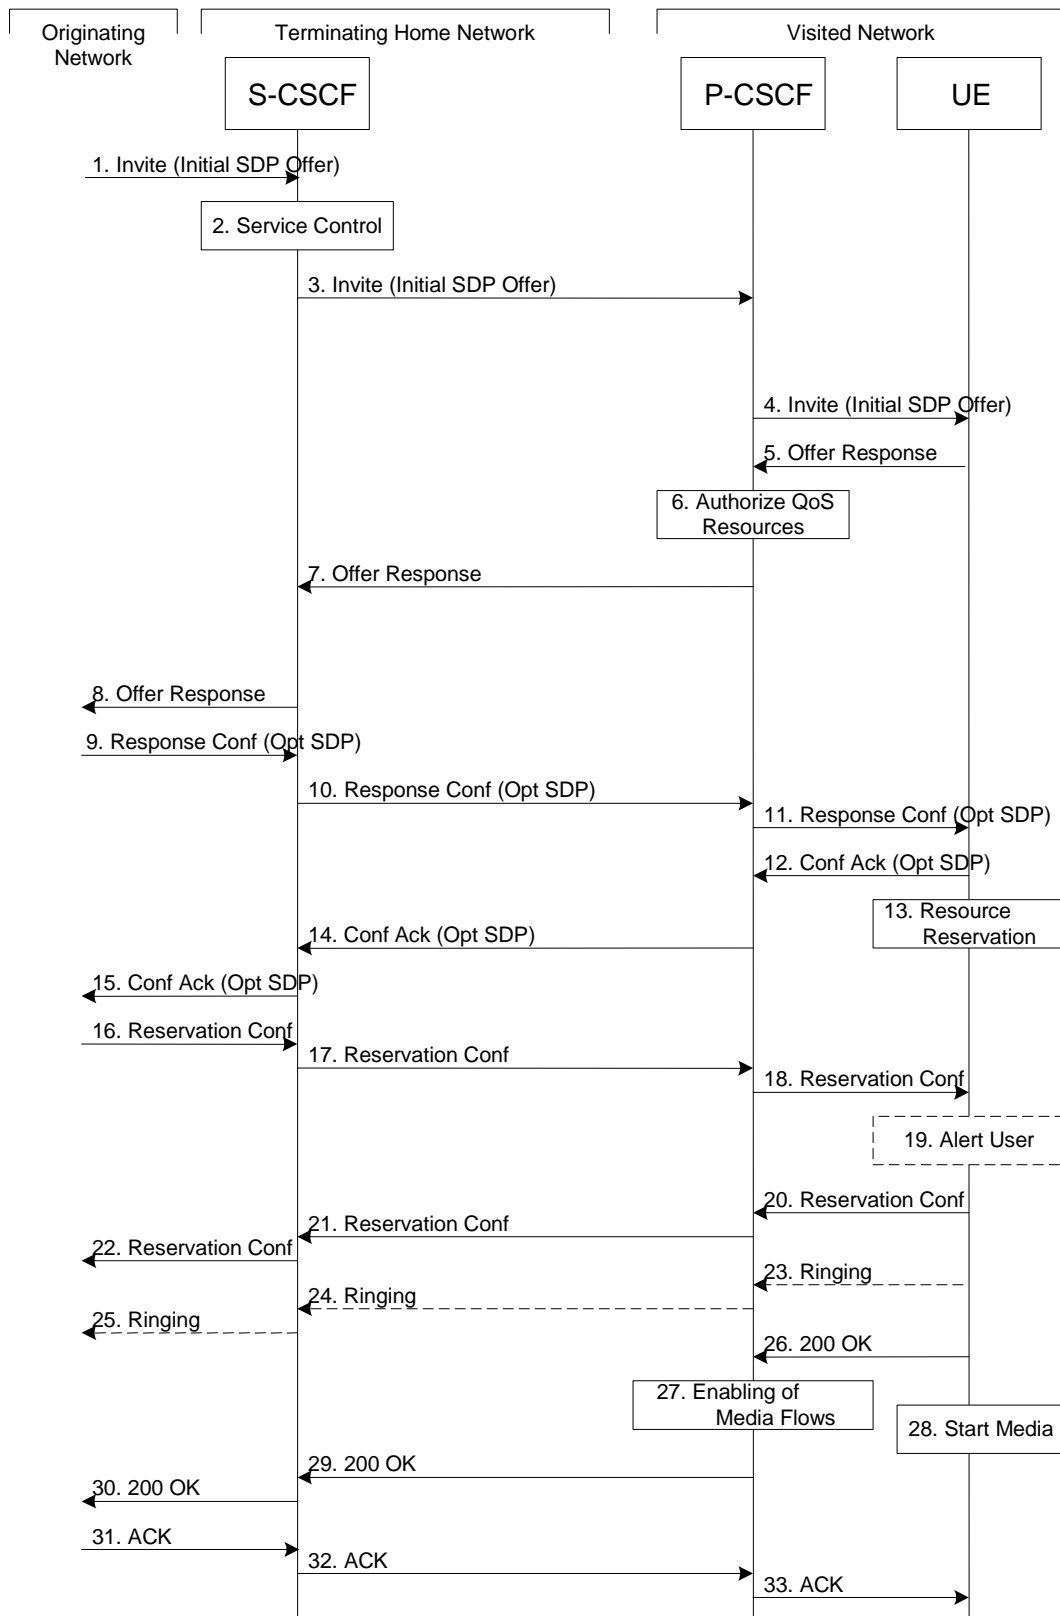 Originating
Network
Terminating Home Network
Visited Network
S-CSCF
P-CSCF
UE
1. Invite (Initial SDP Offer)
2. Service Control
3. Invite (Initial SDP Offer)
4. Invite (Initial SDP Offer)
5. Offer Response
6. Authorize QoS
Resources
7. Offer Response
8. Offer Response
9. Response Conf (Opt SDP)
10. Response Conf (Opt SDP)
11. Response Conf (Opt SDP)
12. Conf Ack (Opt SDP)
13. Resource
Reservation
14. Conf Ack (Opt SDP)
15. Conf Ack (Opt SDP)
16. Reservation Conf
17. Reservation Conf
18. Reservation Conf
19. Alert User
20. Reservation Conf
21. Reservation Conf
22. Reservation Conf
23. Ringing
24. Ringing
25. Ringing
26. 200 OK
27. Enabling of
Media Flows
28. Start Media
29. 200 OK
30. 200 OK
31. ACK
32. ACK
33. ACK